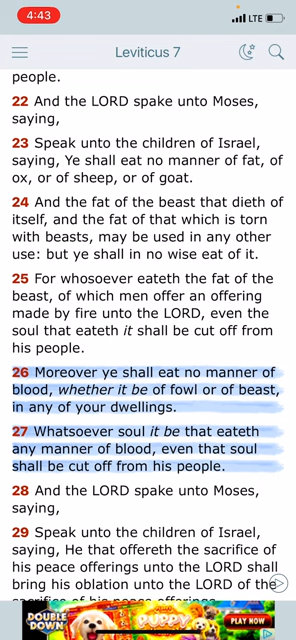 4:43
LTE
Leviticus 7
people.
22 And the LORD spake unto Moses,
saying,
23 Speak unto the children of Israel,
saying, Ye shall eat no manner of fat, of
ox, or of sheep, or of goat.
24 And the fat of the beast that dieth of
itself, and the fat of that which is torn
with beasts, may be used in any other
use: but ye shall in no wise eat of it.
25 For whosoever eateth the fat of the
beast, of which men offer an offering
made by fire unto the LORD, even the
soul that eateth it shall be cut off from
his people.
26 Moreover ye shall eat no manner of
blood, whether it be of fowl or of beast,
in any of your dwellings.
27 Whatsoever soul it be that eateth
any manner of blood, even that soul
shall be cut off from his people.
28 And the LORD spake unto Moses,
saying,
29 Speak unto the children of Israel,
saying, He that offereth the sacrifice of
his peace offerings unto the LORD shall
bring his oblation unto the LORD of the
sacrifice of his peace offerings
DOUBLE
DOWN
PUPPY
PLAY NOW